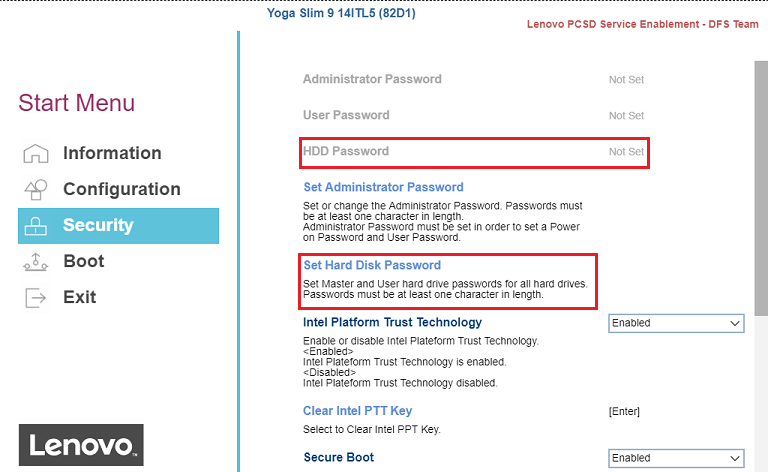 Yoga Slim 9 14ITL5 (82D1)
Lenovo PCSD Service Enablement - DFS Team
Start Menu
Information
Configuration
Security
Boot
Exit
Lenovo™
Administrator Password Not Set
User Password Not Set
HDD Password Not Set
Set Administrator Password
Set or change the Administrator Password. Passwords must
be at least one character in length.
Administrator Password must be set in order to set a Power
on Password and User Password.
Set Hard Disk Password
Set Master and User hard drive passwords for all hard drives.
Passwords must be at least one character in length.
Intel Platform Trust Technology Enabled
Enable or disable Intel Plateform Trust Technology.
<Enabled>
Intel Plateform Trust Technology is enabled.
<Disabled>
Intel Plateform Trust Technology disabled.
Clear Intel PTT Key [Enter]
Select to Clear Intel PPT Key.
Secure Boot Enabled